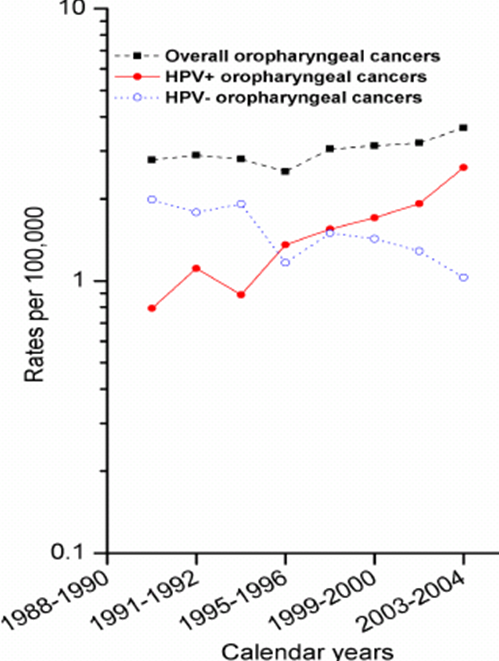 10
Overall oropharyngeal cancers
HPV+ oropharyngeal cancers
HPV- oropharyngeal cancers
Rates per 100,000
1
0.1
1988-1990
1991-1992
1995-1996
1999-2000
2003-2004
Calendar years